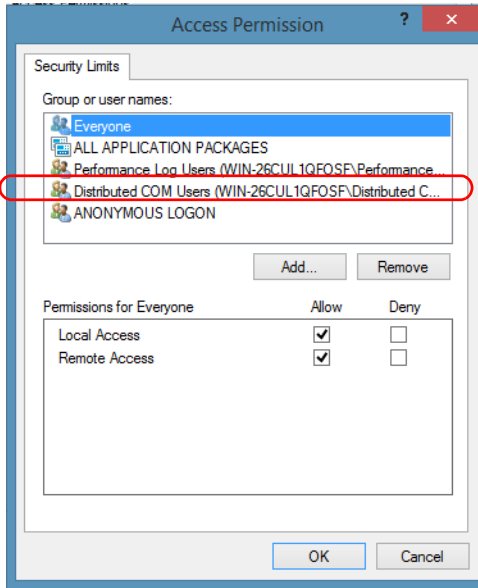 Access Permission
?
×
Security Limits
Group or user names:
Everyone
ALL APPLICATION PACKAGES
Performance Log Users (WIN-26CUL1QFOSF\Performance...
Distributed COM Users (WIN-26CUL1QFOSF\Distributed C...
ANONYMOUS LOGON
Add...
Remove
Permissions for Everyone
Allow
Deny
Local Access
Remote Access
OK
Cancel